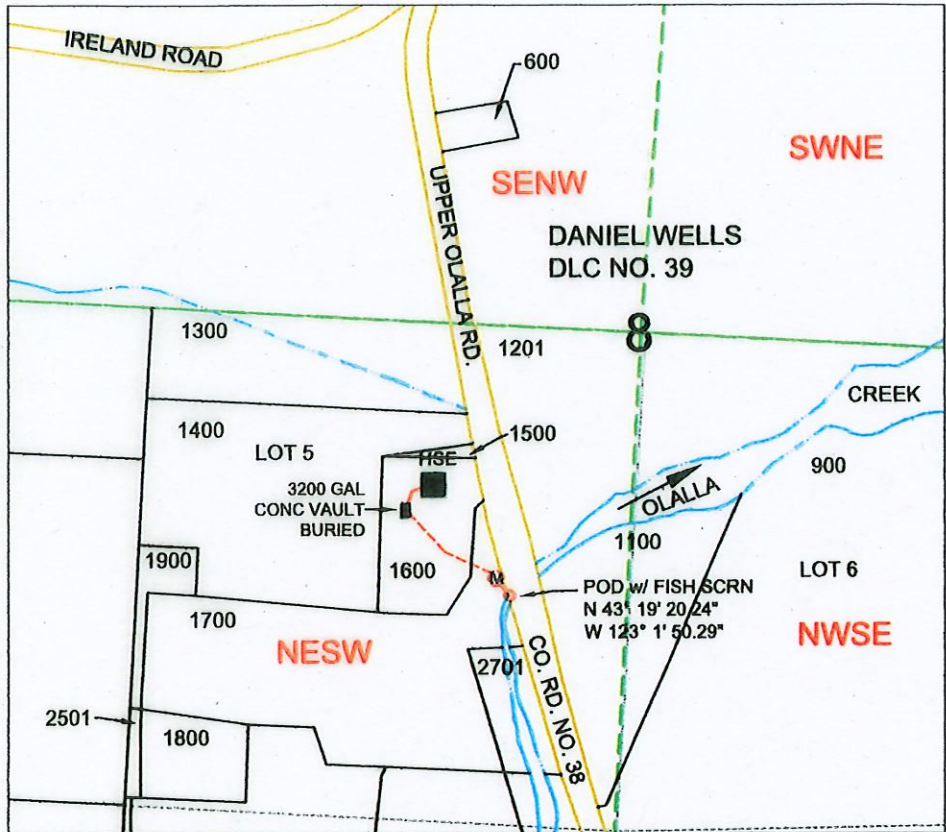 IRELAND ROAD
600
SWNE
SENW
UPPER OLALLA RD.
DANIEL WELLS
DLC NO. 39
8
1300
1201
CREEK
1400
LOT 5
1500
HSE
900
3200 GAL
CONC VAULT
BURIED
OLALLA
1100
1900
1600
M
LOT 6
POD w/ FISH SCRN
N 43° 19' 20.24"
W 123° 1' 50.29"
1700
NESW
NWSE
2701
CO. RD. NO. 38
2501
1800